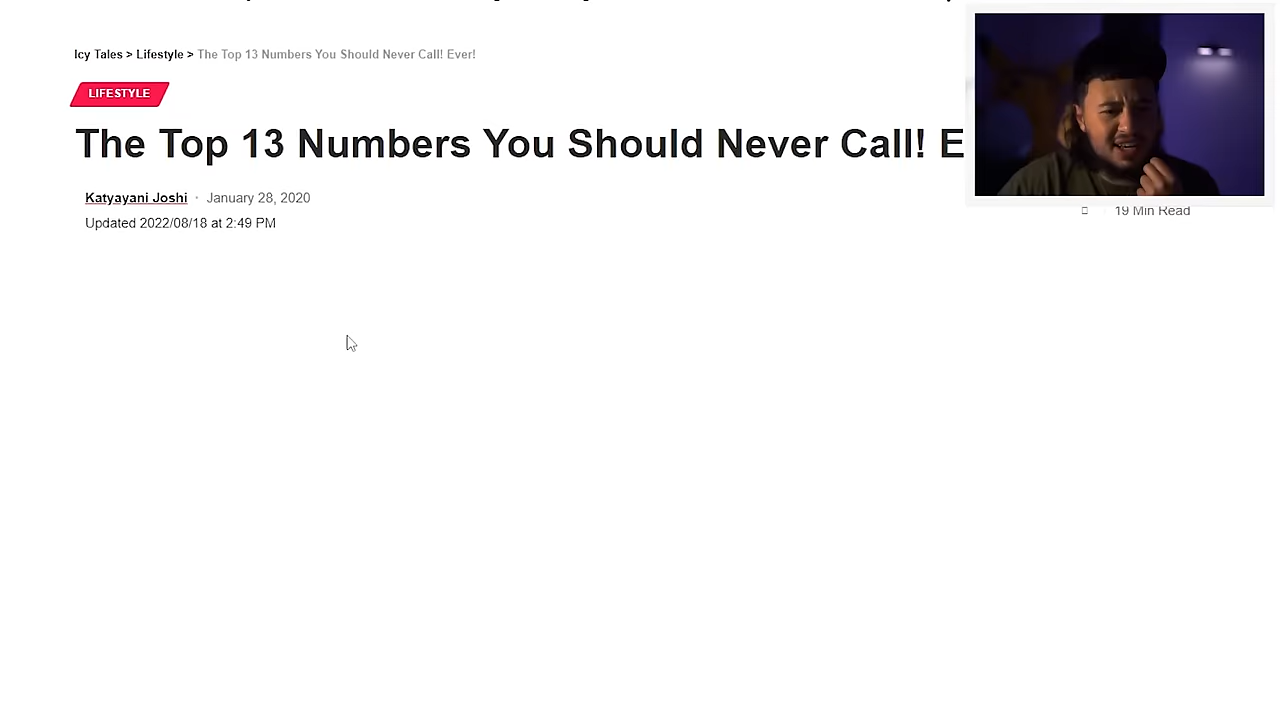 Icy Tales > Lifestyle > The Top 13 Numbers You Should Never Call! Ever!
LIFESTYLE
The Top 13 Numbers You Should Never Call! E
Katyayani Joshi · January 28, 2020
Updated 2022/08/18 at 2:49 PM
19 Min Read